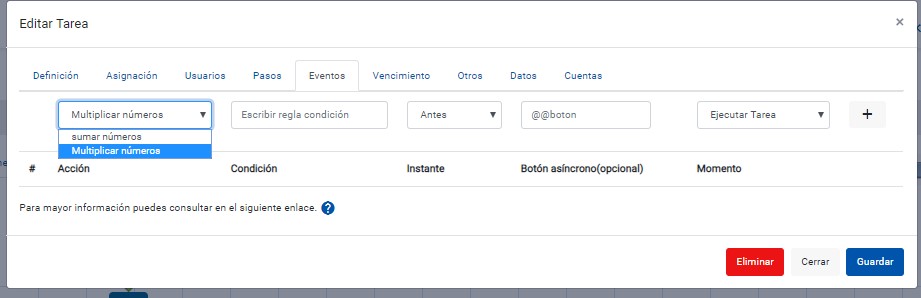 Editar Tarea ×
Definición Asignación Usuarios Pasos Eventos Vencimiento Otros Datos Cuentas
Multiplicar números Escribir regla condición Antes @@boton Ejecutar Tarea +
sumar números
Multiplicar números
# Acción Condición Instante Botón asíncrono(opcional) Momento
Para mayor información puedes consultar en el siguiente enlace. ?
Eliminar Cerrar Guardar